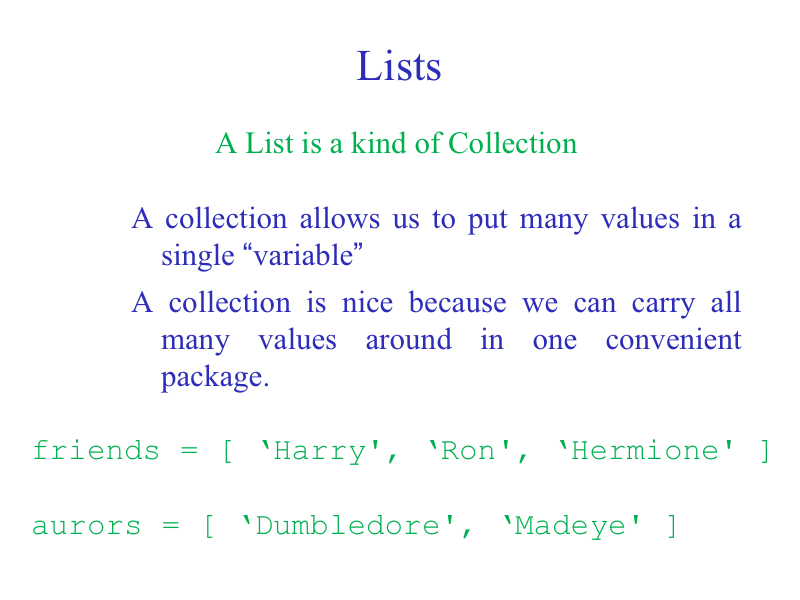 Lists
A List is a kind of Collection
A collection allows us to put many values in a
single “variable”
A collection is nice because we can carry all
many values around in one convenient
package.
friends = [ ‘Harry', ‘Ron', ‘Hermione' ]
aurors = [ ‘Dumbledore', ‘Madeye' ]